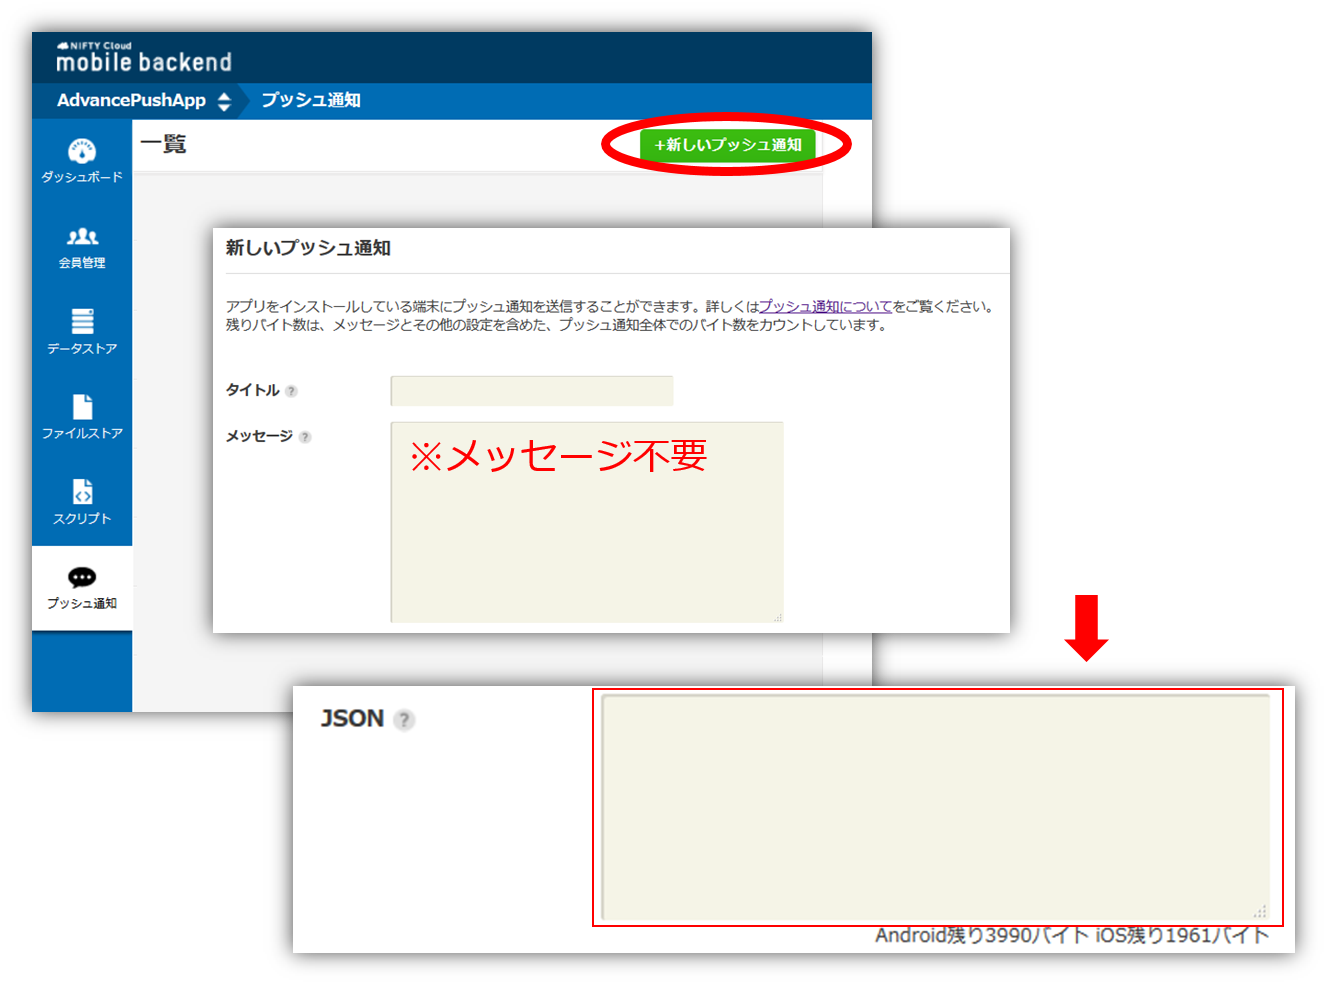 NIFTY Cloud
mobile backend
AdvancePushApp プッシュ通知
一覧
+新しいプッシュ通知
ダッシュボード
会員管理
データストア
ファイルストア
スクリプト
プッシュ通知
新しいプッシュ通知
アプリをインストールしている端末にプッシュ通知を送信することができます。詳しくはプッシュ通知についてをご覧ください。
残りバイト数は、メッセージとその他の設定を含めた、プッシュ通知全体でのバイト数をカウントしています。
タイトル ?
メッセージ ?
※メッセージ不要
JSON ?
Android残り3990バイト iOS残り1961バイト